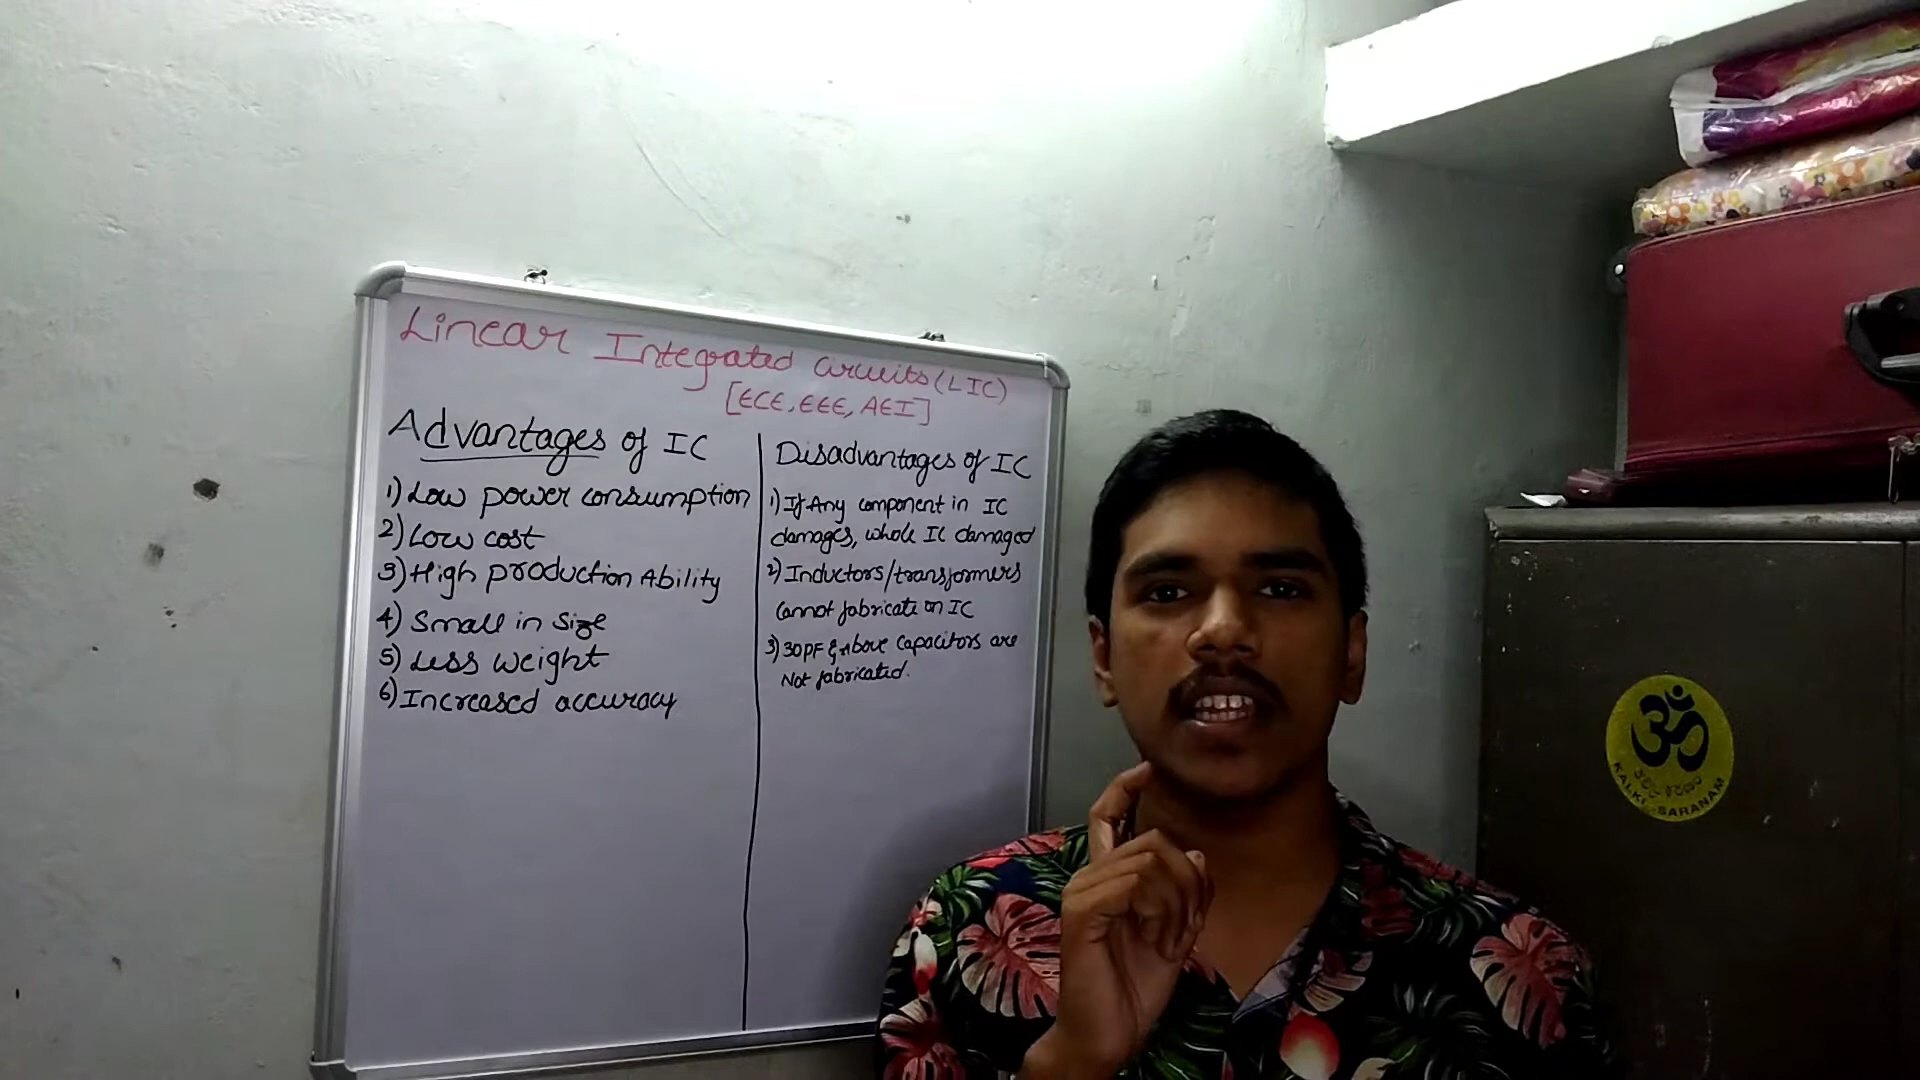 Linear Integrated Circuits (LIC)
[ECE, EEE, AEI]
Advantages of IC
1) Low power consumption
2) Low cost
3) High production Ability
4) Small in Size
5) Less weight
6) Increased accuracy
Disadvantages of IC
1) If Any component in IC
damages, whole IC damaged
2) Inductors/transformers
Cannot fabricate on IC
3) 30PF & Above Capacitors are
Not fabricated.
ॐ
KALKI SARANAM